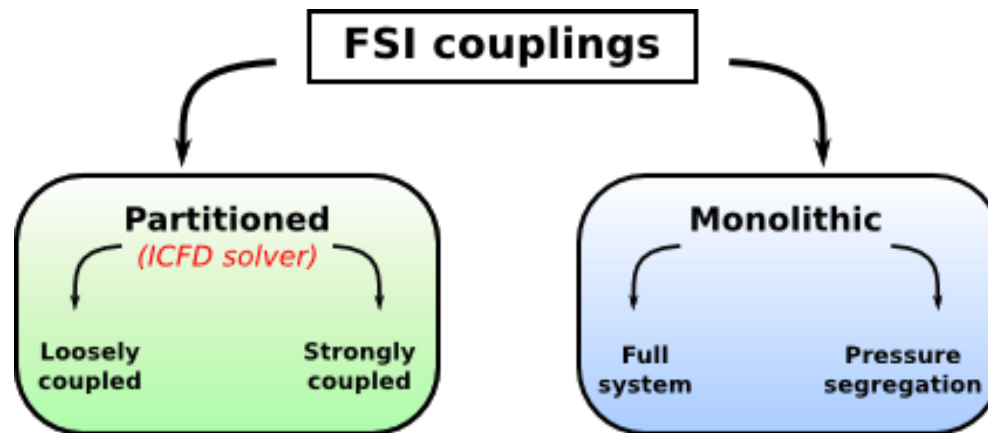 FSI couplings
Partitioned
(ICFD solver)
Loosely
coupled
Strongly
coupled
Monolithic
Full
system
Pressure
segregation